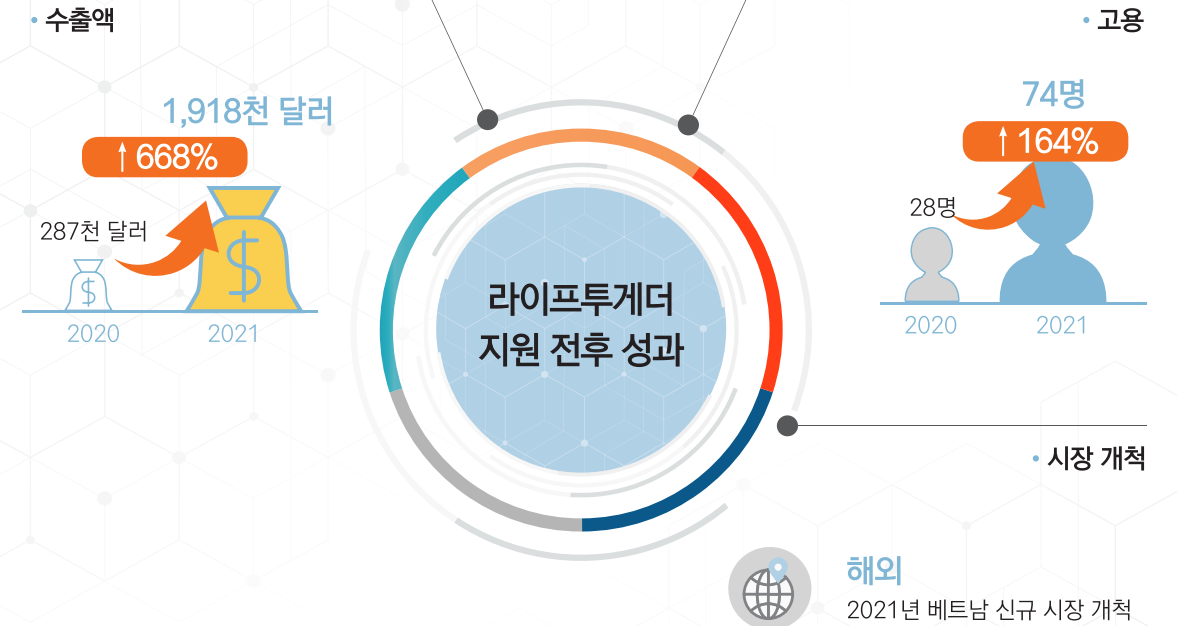 • 수출액
1,918천 달러
↑ 668%
287천 달러
$
$
2020
2021
라이프투게더
지원 전후 성과
• 고용
74명
↑ 164%
28명
2020
2021
• 시장 개척
해외
2021년 베트남 신규 시장 개척